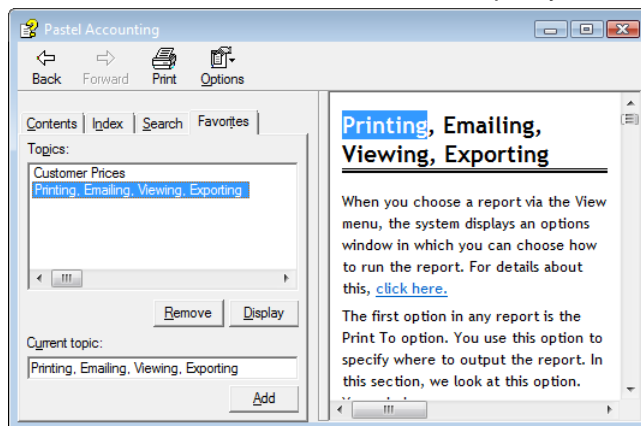 Pastel Accounting
Back Forward Print Options
Contents Index Search Favorites
Topics:
Customer Prices
Printing, Emailing, Viewing, Exporting
Remove Display
Current topic:
Printing, Emailing, Viewing, Exporting
Add
Printing, Emailing,
Viewing, Exporting
When you choose a report via the View
menu, the system displays an options
window in which you can choose how
to run the report. For details about
this, click here.
The first option in any report is the
Print To option. You use this option to
specify where to output the report. In
this section, we look at this option.